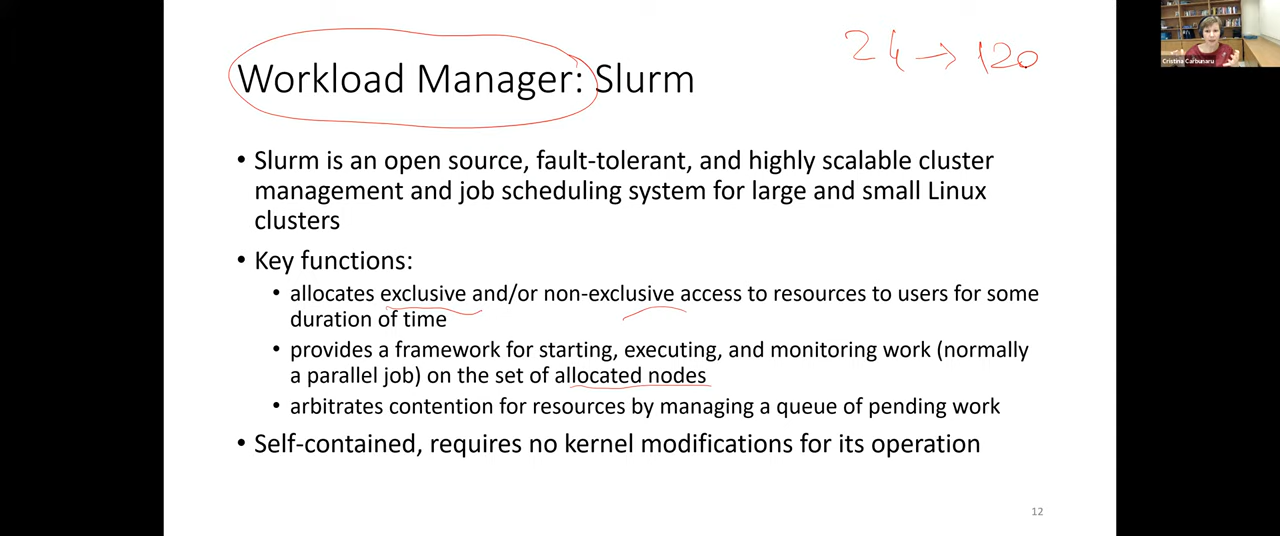 24 → 120
Cristina Carbunaru
Workload Manager: Slurm
• Slurm is an open source, fault-tolerant, and highly scalable cluster
management and job scheduling system for large and small Linux
clusters
• Key functions:
• allocates exclusive and/or non-exclusive access to resources to users for some
duration of time
• provides a framework for starting, executing, and monitoring work (normally
a parallel job) on the set of allocated nodes
• arbitrates contention for resources by managing a queue of pending work
• Self-contained, requires no kernel modifications for its operation
12